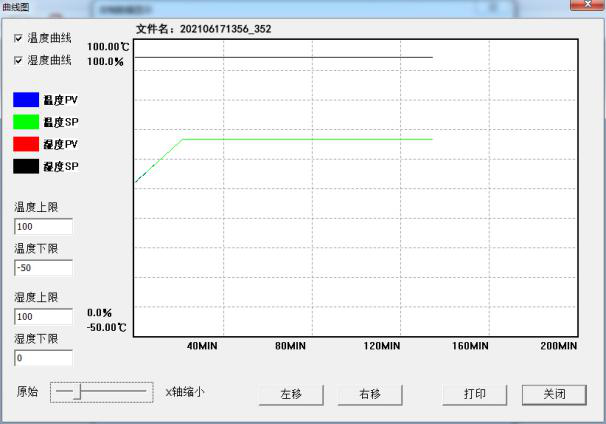 曲线图
文件名：202106171356_352
温度曲线
湿度曲线
100.00℃
100.0%
温度PV
温度SP
湿度PV
湿度SP
温度上限
100
温度下限
-50
湿度上限
100
湿度下限
0
0.0%
-50.00℃
40MIN 80MIN 120MIN 160MIN 200MIN
原始 X轴缩小 左移 右移 打印 关闭